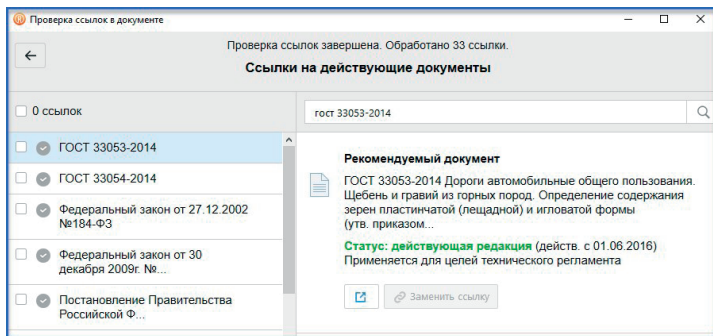 Проверка ссылок в документе
Проверка ссылок завершена. Обработано 33 ссылки.
Ссылки на действующие документы
0 ссылок
ГОСТ 33053-2014
ГОСТ 33054-2014
Федеральный закон от 27.12.2002
№184-ФЗ
Федеральный закон от 30
декабря 2009г. №...
Постановление Правительства
Российской Ф...
гост 33053-2014
Рекомендуемый документ
ГОСТ 33053-2014 Дороги автомобильные общего пользования.
Щебень и гравий из горных пород. Определение содержания
зерен пластинчатой (лещадной) и игловатой формы
(утв. приказом...
Статус: действующая редакция (действ. с 01.06.2016)
Применяется для целей технического регламента
Заменить ссылку